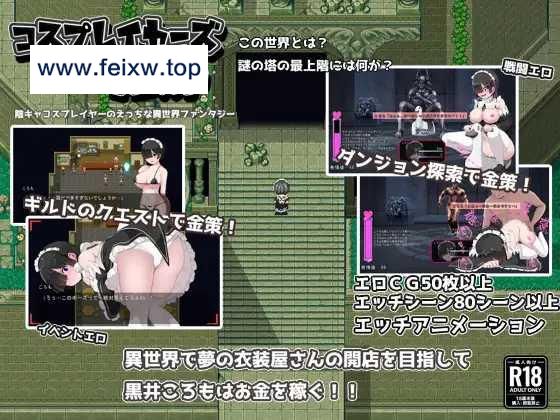 コスプレイヤーズ
www.feixw.top
陰キャコスプレイヤーのえっちな異世界ファンタジー
この世界とは?
謎の塔の最上階には何か?
戦闘エロ
ダンジョン探索で金策!
ギルドのクエストで金策!
イベントエロ
エロCG50枚以上
エッチシーン80シーン以上
エッチアニメーション
異世界で夢の衣装屋さんの開店を目指して
黒井ころもはお金を稼ぐ!!
成人向け
R18
ADULT ONLY